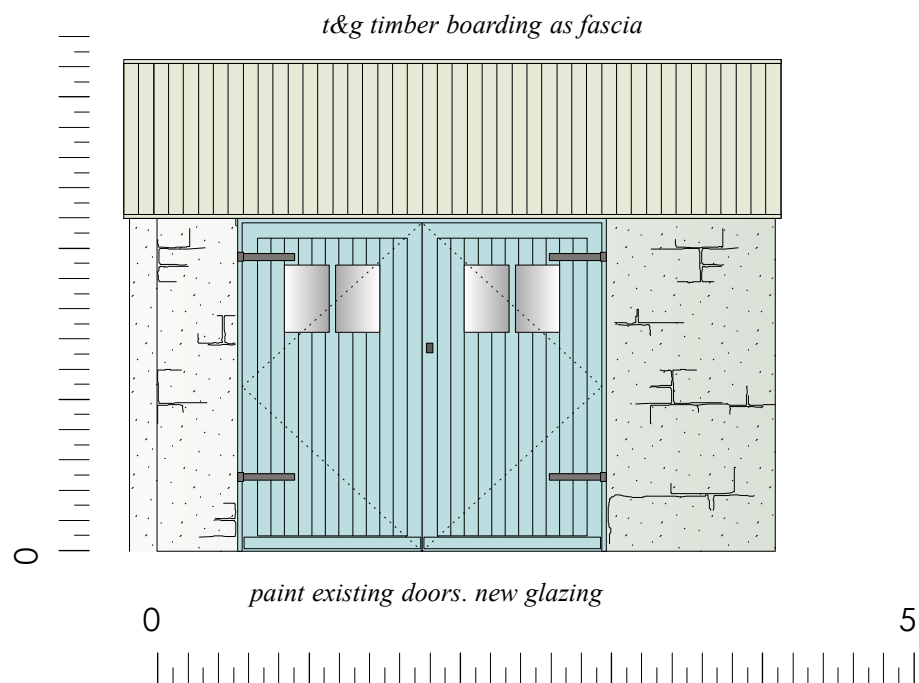 t&g timber boarding as fascia
0
paint existing doors. new glazing
0 5